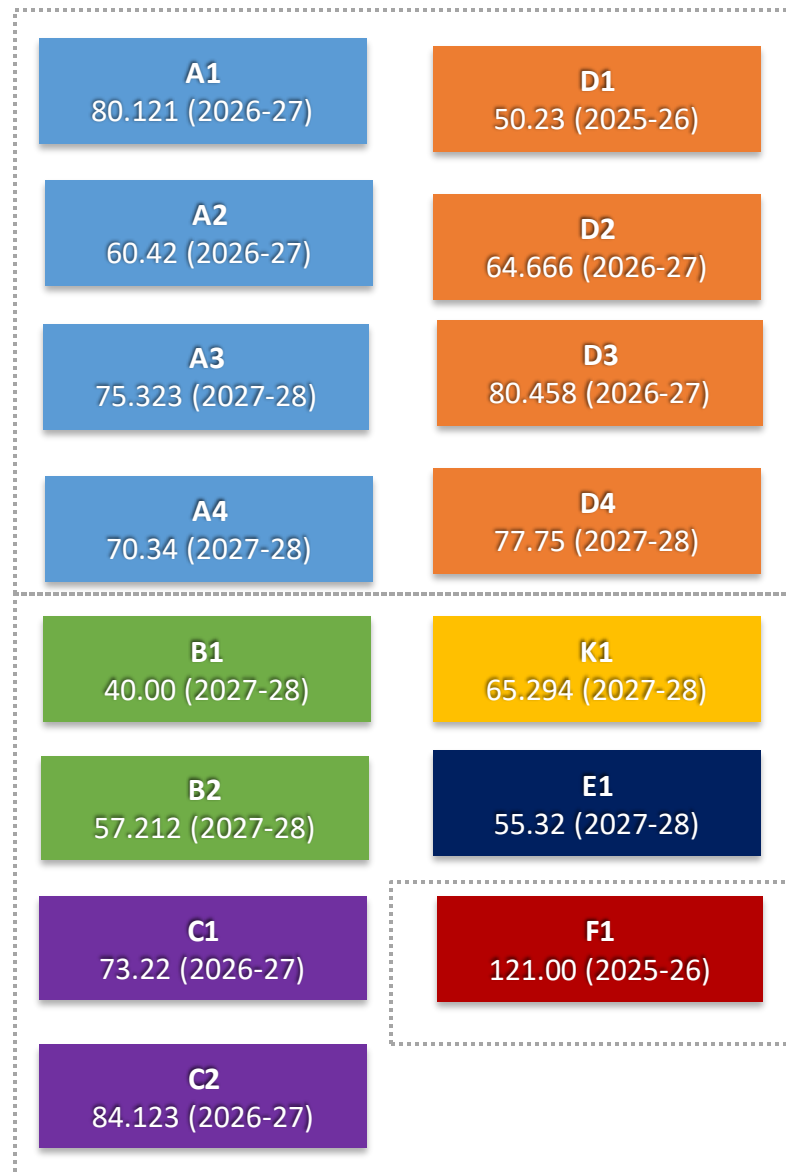 A1
80.121 (2026-27)
D1
50.23 (2025-26)
A2
60.42 (2026-27)
D2
64.666 (2026-27)
A3
75.323 (2027-28)
D3
80.458 (2026-27)
A4
70.34 (2027-28)
D4
77.75 (2027-28)
B1
40.00 (2027-28)
K1
65.294 (2027-28)
B2
57.212 (2027-28)
E1
55.32 (2027-28)
C1
73.22 (2026-27)
F1
121.00 (2025-26)
C2
84.123 (2026-27)